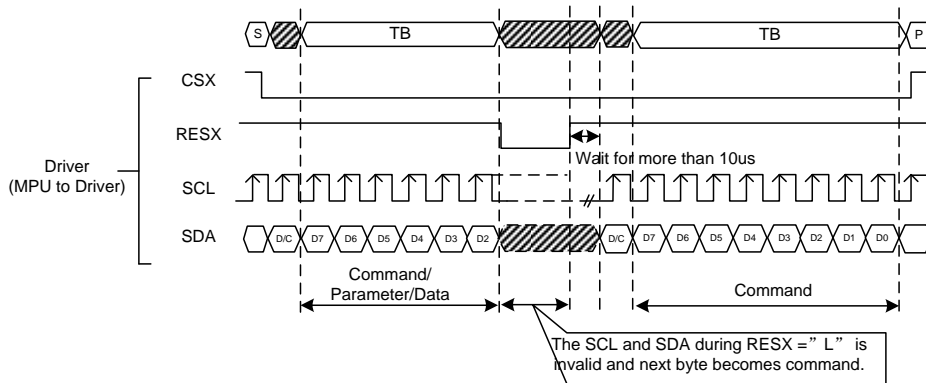 S TB TB P
CSX
RESX
Wait for more than 10us
Driver
(MPU to Driver)
SCL
SDA D/C D7 D6 D5 D4 D3 D2 D/C D7 D6 D5 D4 D3 D2 D1 D0
Command/
Parameter/Data
Command
The SCL and SDA during RESX =” L” is
invalid and next byte becomes command.